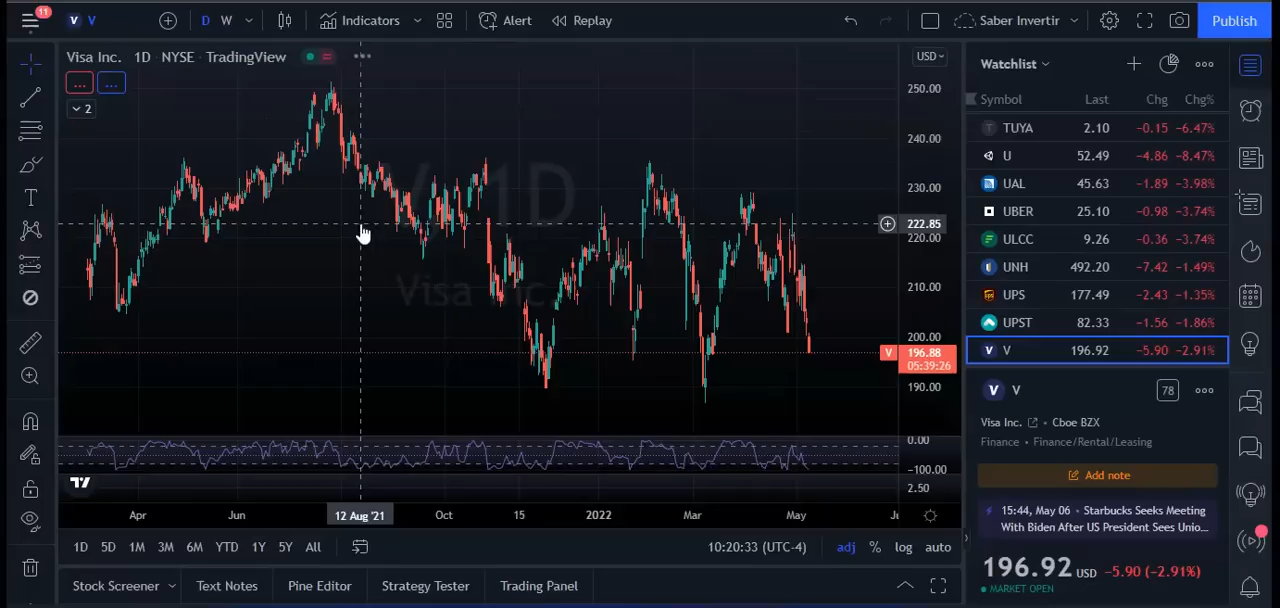 11
V V
D W
Indicators
Alert
Replay
Saber Invertir
Publish
Visa Inc. 1D NYSE TradingView
USD
... ...
2
V, 1D
Visa Inc.
250.00
240.00
230.00
222.85
220.00
210.00
200.00
V 196.88
05:39:26
190.00
0.00
-100.00
2.50
Apr Jun 12 Aug '21 Oct 15 2022 Mar May
1D 5D 1M 3M 6M YTD 1Y 5Y All
10:20:33 (UTC-4) adj % log auto
Stock Screener Text Notes Pine Editor Strategy Tester Trading Panel
Watchlist
Symbol Last Chg Chg%
TUYA 2.10 -0.15 -6.47%
U 52.49 -4.86 -8.47%
UAL 45.63 -1.89 -3.98%
UBER 25.10 -0.98 -3.74%
ULCC 9.26 -0.36 -3.74%
UNH 492.20 -7.42 -1.49%
UPS 177.49 -2.43 -1.35%
UPST 82.33 -1.56 -1.86%
V 196.92 -5.90 -2.91%
V V 78
Visa Inc. • Cboe BZX
Finance • Finance/Rental/Leasing
Add note
15:44, May 06 • Starbucks Seeks Meeting
With Biden After US President Sees Unio...
196.92 USD -5.90 (-2.91%)
MARKET OPEN